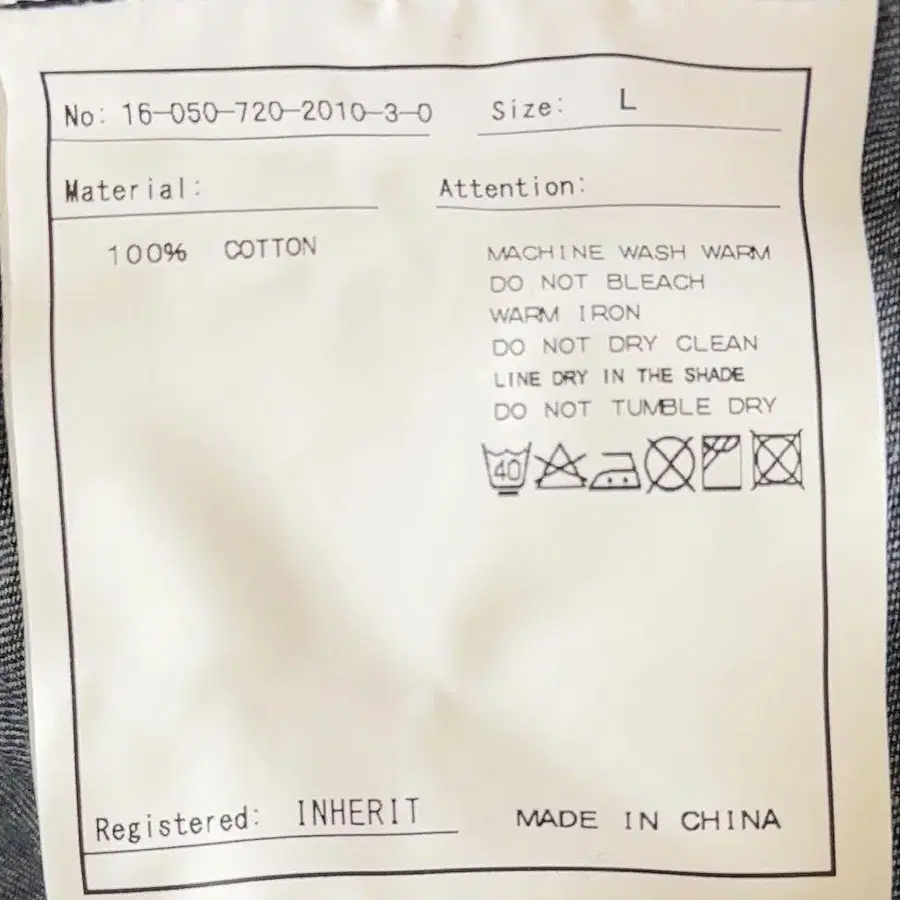 No: 16-050-720-2010-3-0 Size: L
Material: Attention:
100% COTTON
MACHINE WASH WARM
DO NOT BLEACH
WARM IRON
DO NOT DRY CLEAN
LINE DRY IN THE SHADE
DO NOT TUMBLE DRY
40
Registered: INHERIT MADE IN CHINA